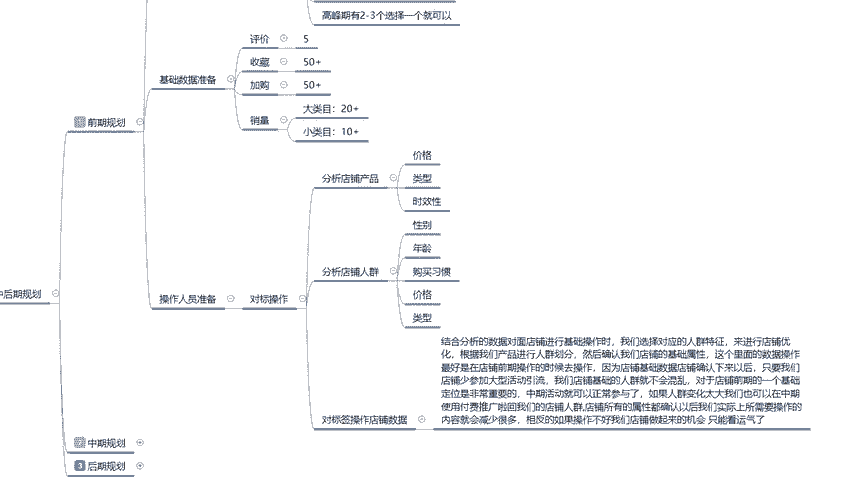 高峰期有2-3个选择一个就可以
评价
5
收藏
50+
基础数据准备
加购
50+
大类目：20+
销量
小类目：10+
前期规划
价格
分析店铺产品
类型
时效性
性别
年龄
分析店铺人群
购买习惯
价格
类型
操作人员准备
对标操作
中后期规划
结合分析的数据对面店铺进行基础操作时，我们选择对应的人群特征，来进行店铺优
化，根据我们产品进行人群划分，然后确认我们店铺的基础属性，这个里面的数据操作
最好是在店铺前期操作的时候去操作，因为店铺基础数据店铺确认下来以后，只要我们
店铺少参加大型活动引流，我们店铺基础的人群就不会混乱，对于店铺前期的一个基础
定位是非常重要的，中期活动就可以正常参与了，如果人群变化太大我们也可以在中期
使用付费推广啦回我们的店铺人群,店铺所有的属性都确认以后我们实际上所需要操作的
内容就会减少很多，相反的如果操作不好我们店铺做起来的机会 只能看运气了
对标签操作店铺数据
中期规划
3 后期规划